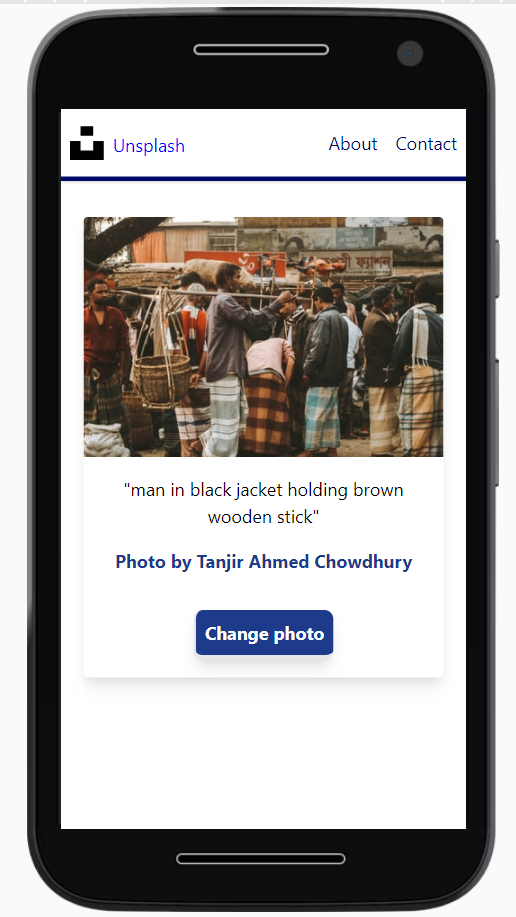 Unsplash About Contact
"man in black jacket holding brown
wooden stick"
Photo by Tanjir Ahmed Chowdhury
Change photo